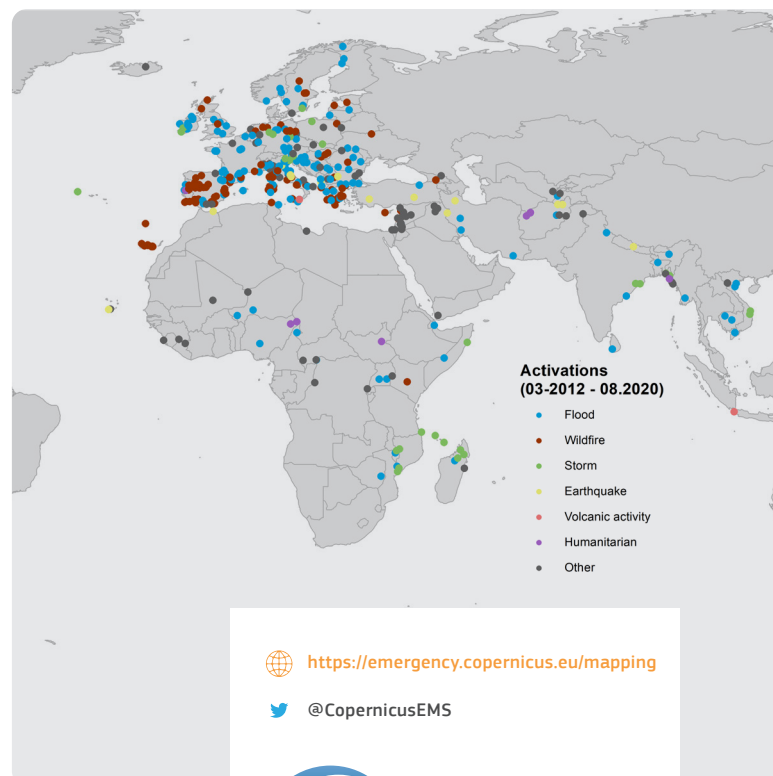 Activations
(03-2012 - 08.2020)
Flood
Wildfire
Storm
Earthquake
Volcanic activity
Humanitarian
Other
https://emergency.copernicus.eu/mapping
@CopernicusEMS